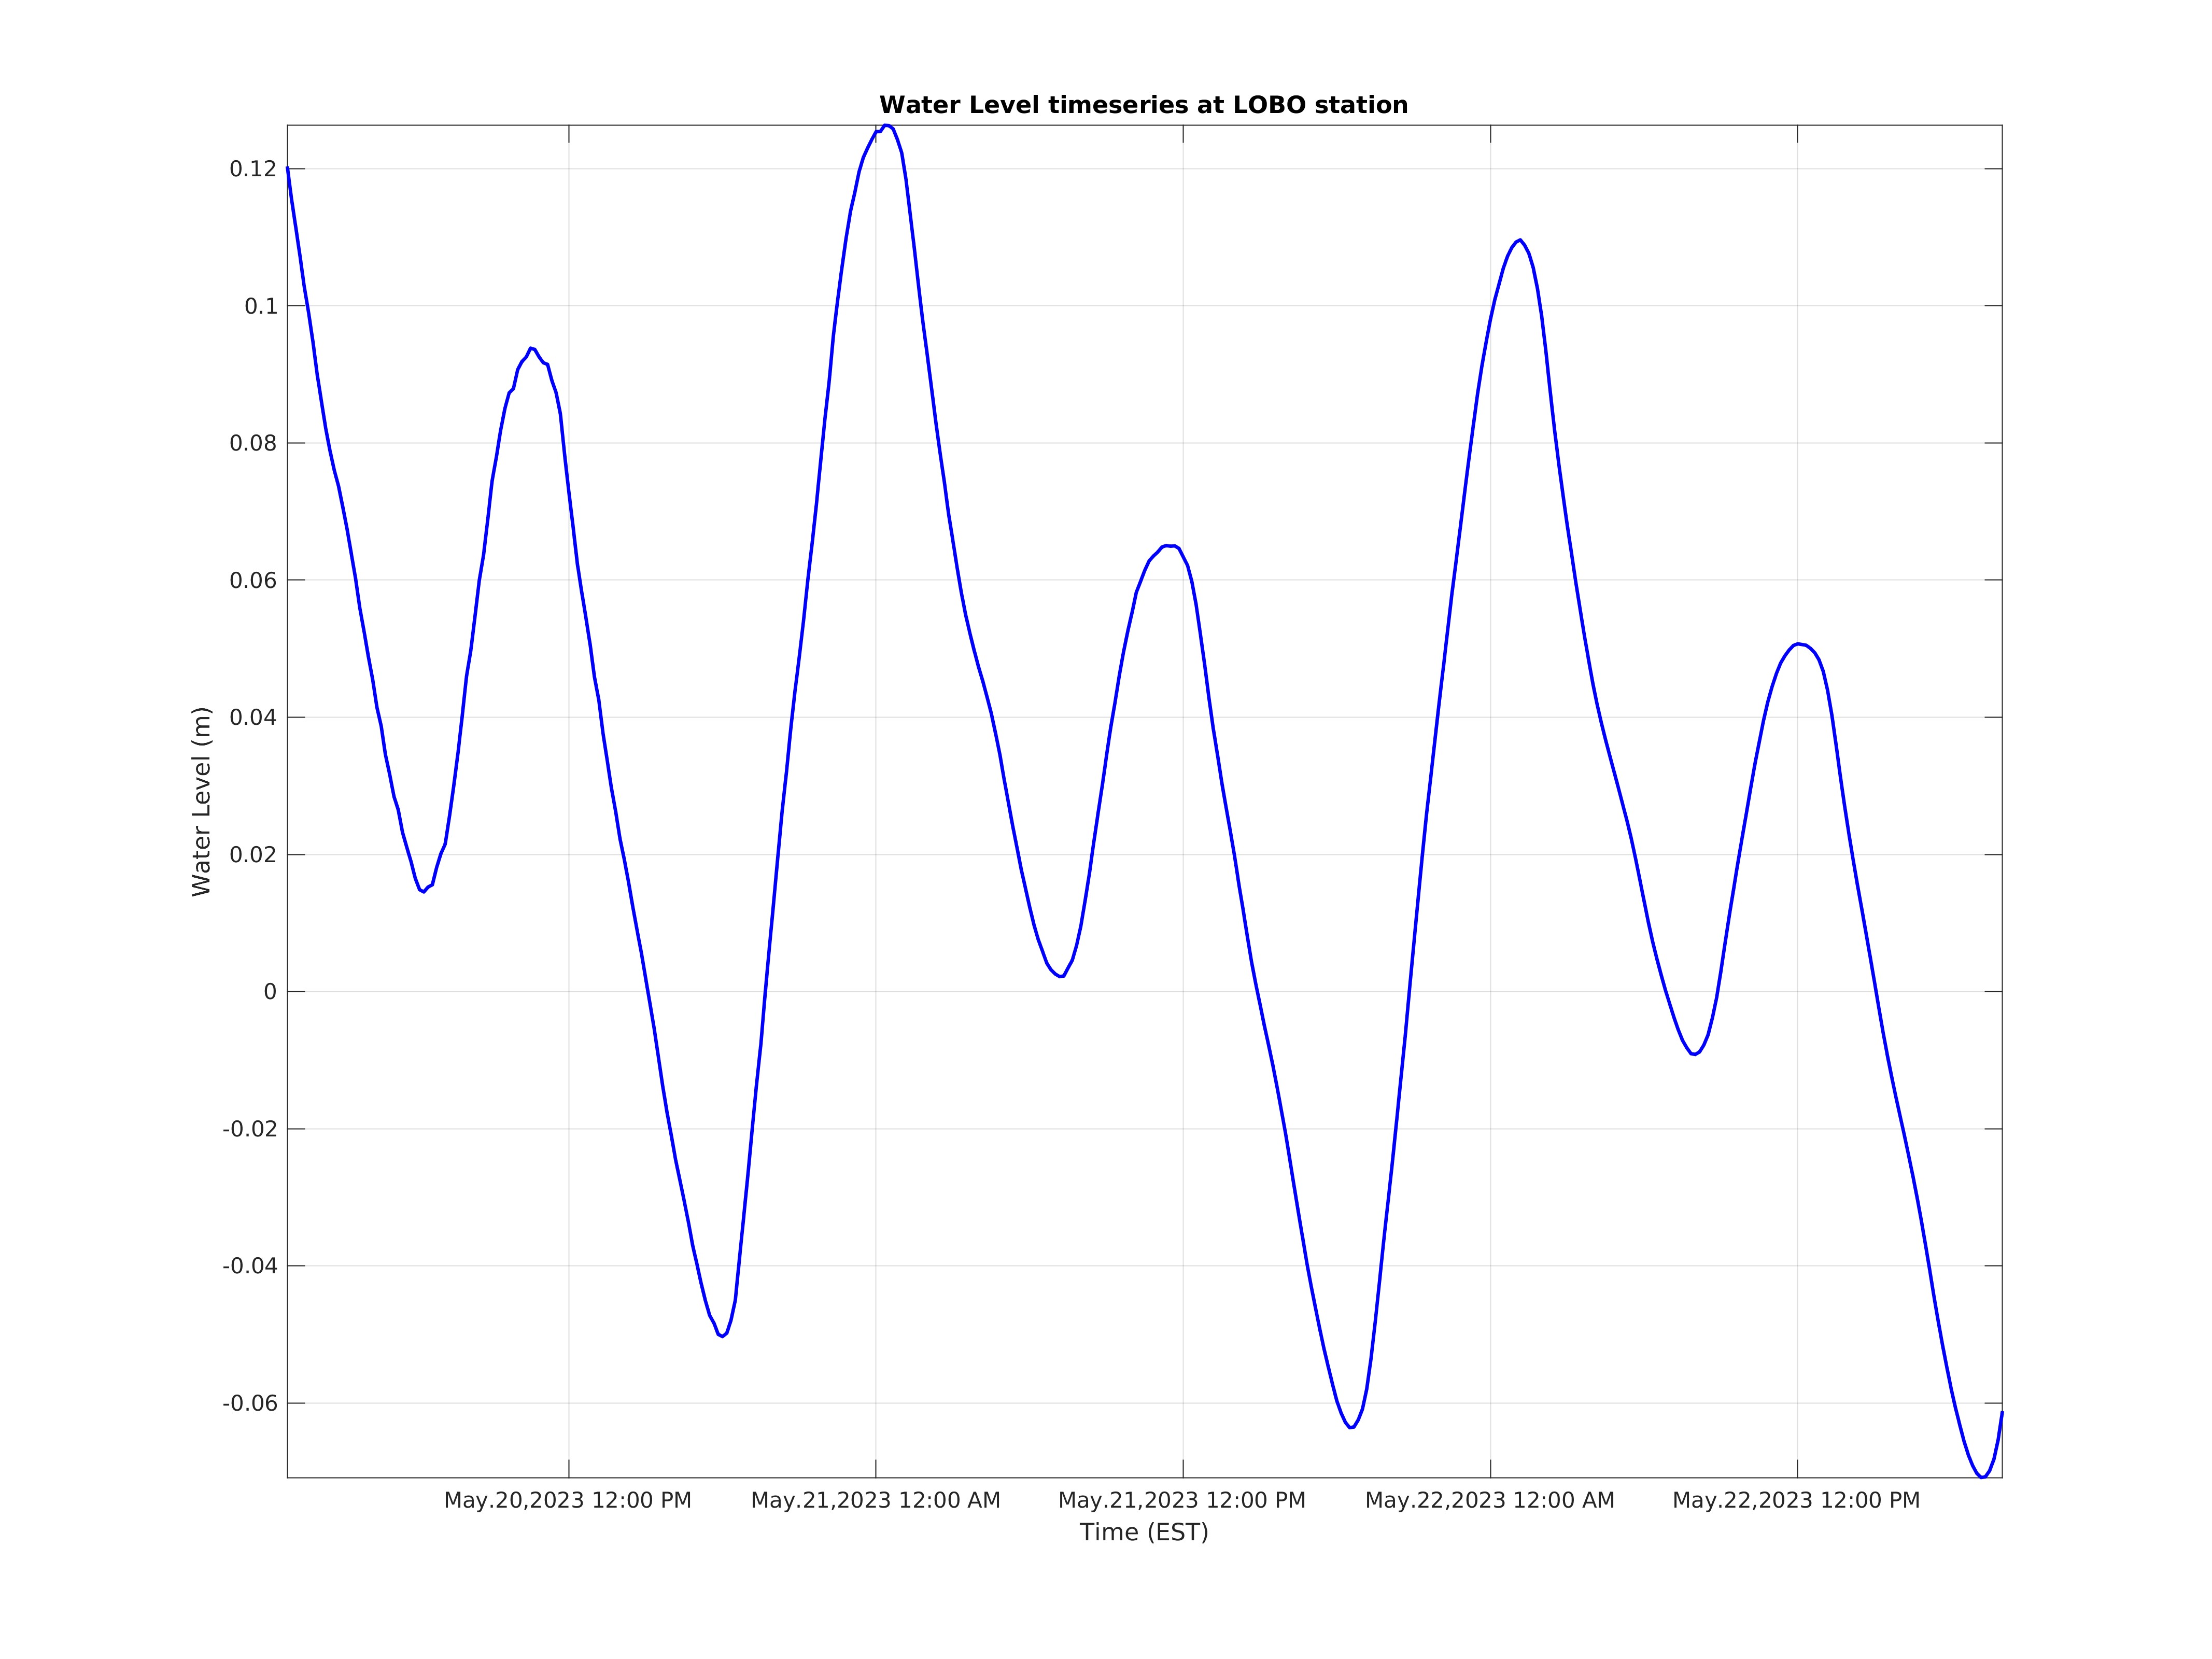 Water Level timeseries at LOBO station
0.12
0.1
0.08
0.06
0.04
0.02
0
-0.02
-0.04
-0.06
Water Level (m)
May.20,2023 12:00 PM May.21,2023 12:00 AM May.21,2023 12:00 PM May.22,2023 12:00 AM May.22,2023 12:00 PM
Time (EST)